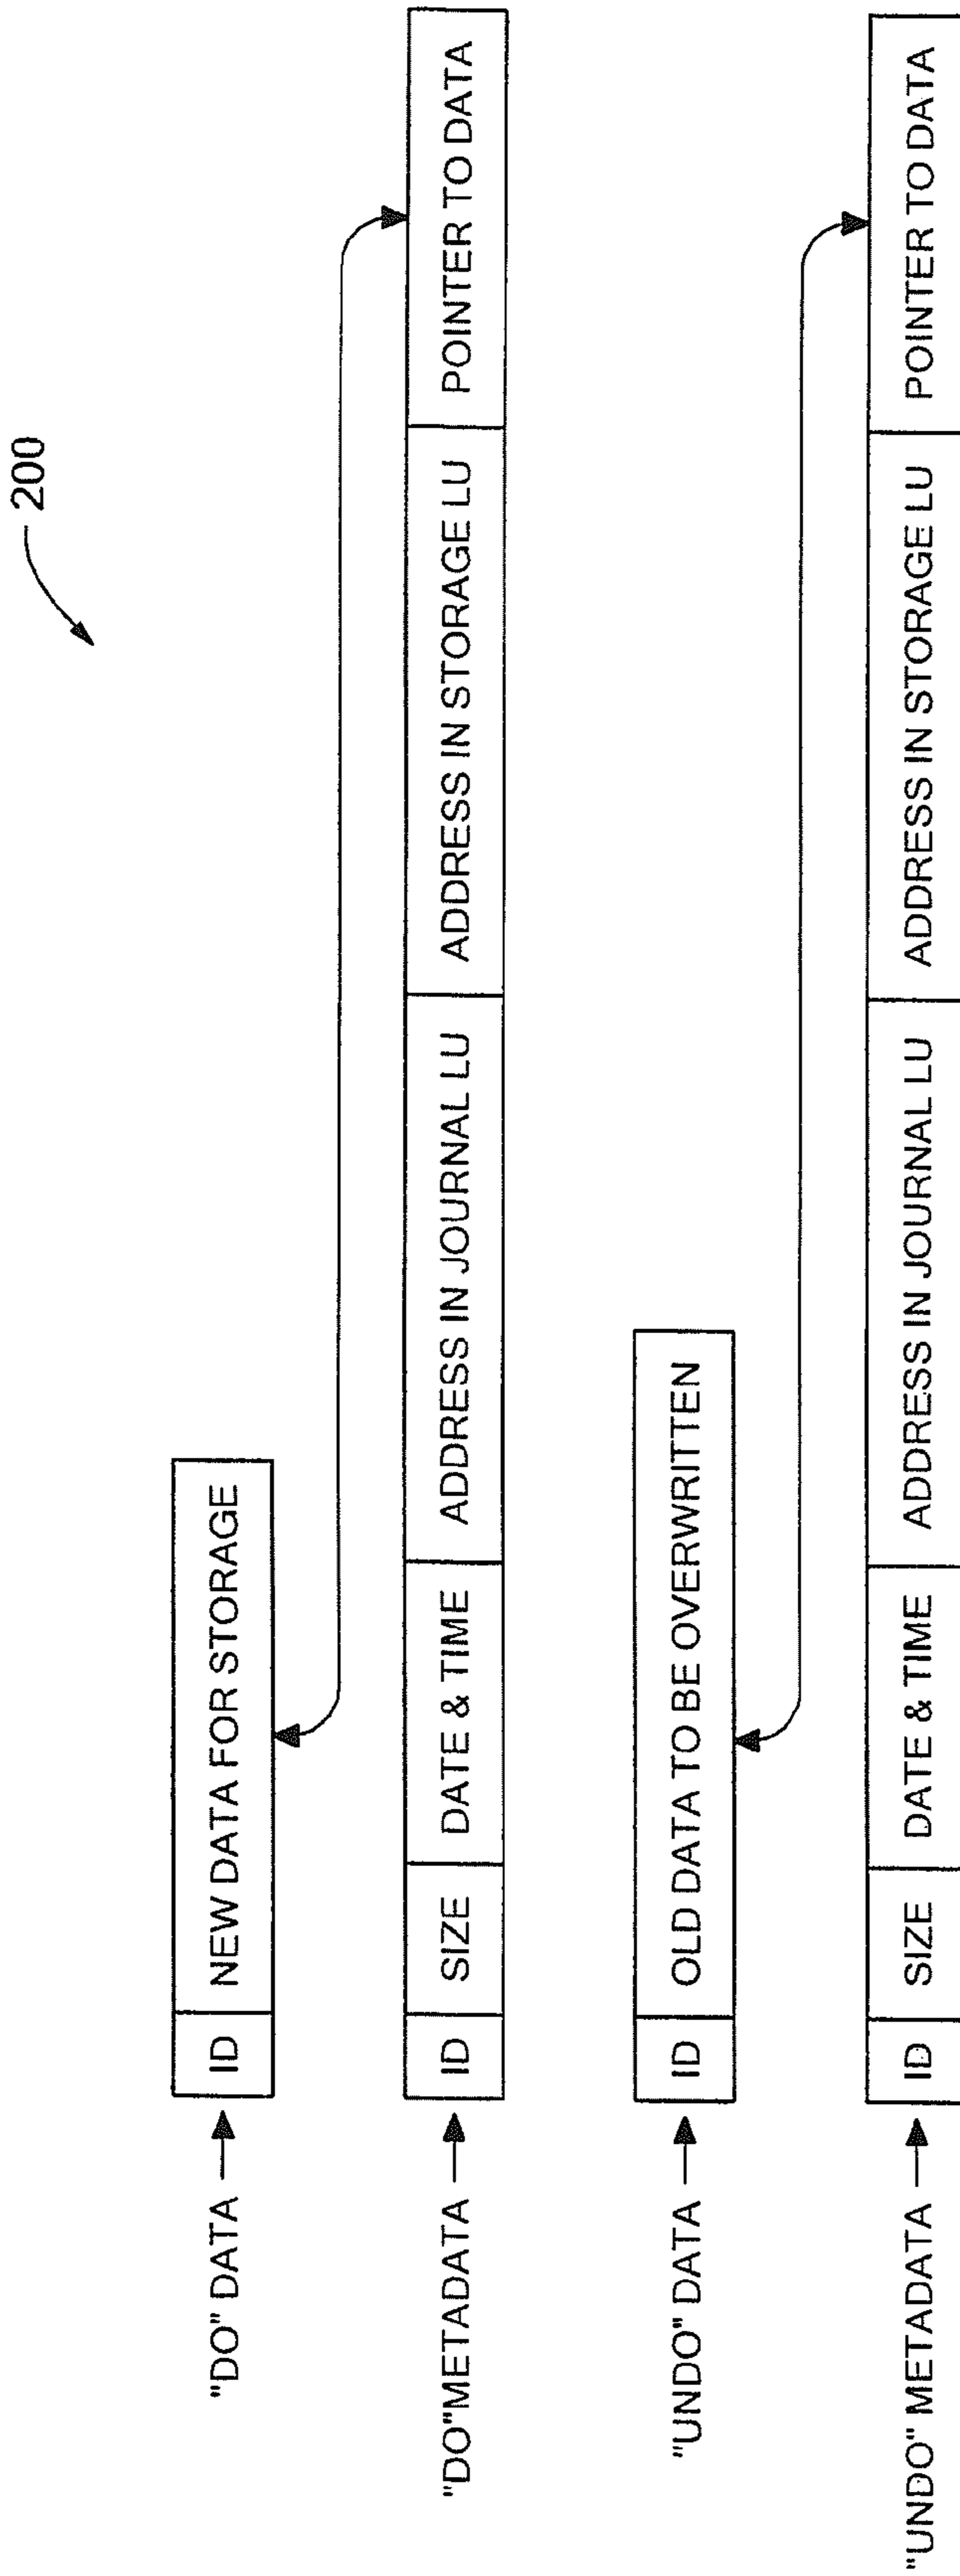 200
"DO" DATA
ID NEW DATA FOR STORAGE
"DO"METADATA
ID SIZE DATE & TIME ADDRESS IN JOURNAL LU ADDRESS IN STORAGE LU POINTER TO DATA
"UNDO" DATA
ID OLD DATA TO BE OVERWRITTEN
"UNDO" METADATA
ID SIZE DATE & TIME ADDRESS IN JOURNAL LU ADDRESS IN STORAGE LU POINTER TO DATA